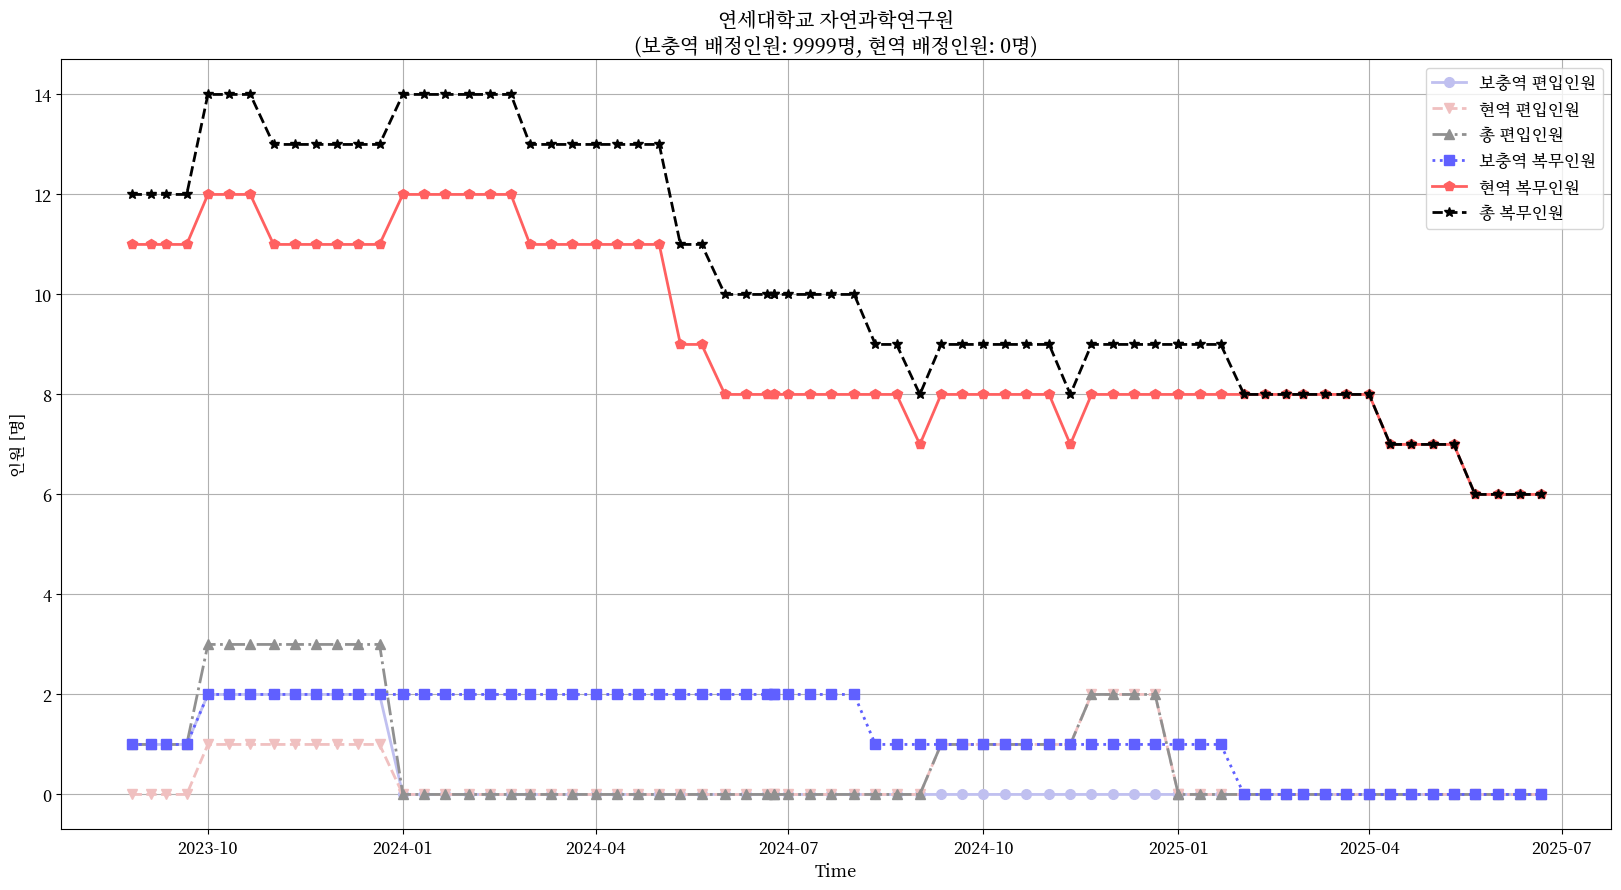 연세대학교 자연과학연구원
(보충역 배정인원: 9999명, 현역 배정인원: 0명)
보충역 편입인원
현역 편입인원
총 편입인원
보충역 복무인원
현역 복무인원
총 복무인원
인원 [명]
14
12
10
8
6
4
2
0
2023-10
2024-01
2024-04
2024-07
2024-10
2025-01
2025-04
2025-07
Time